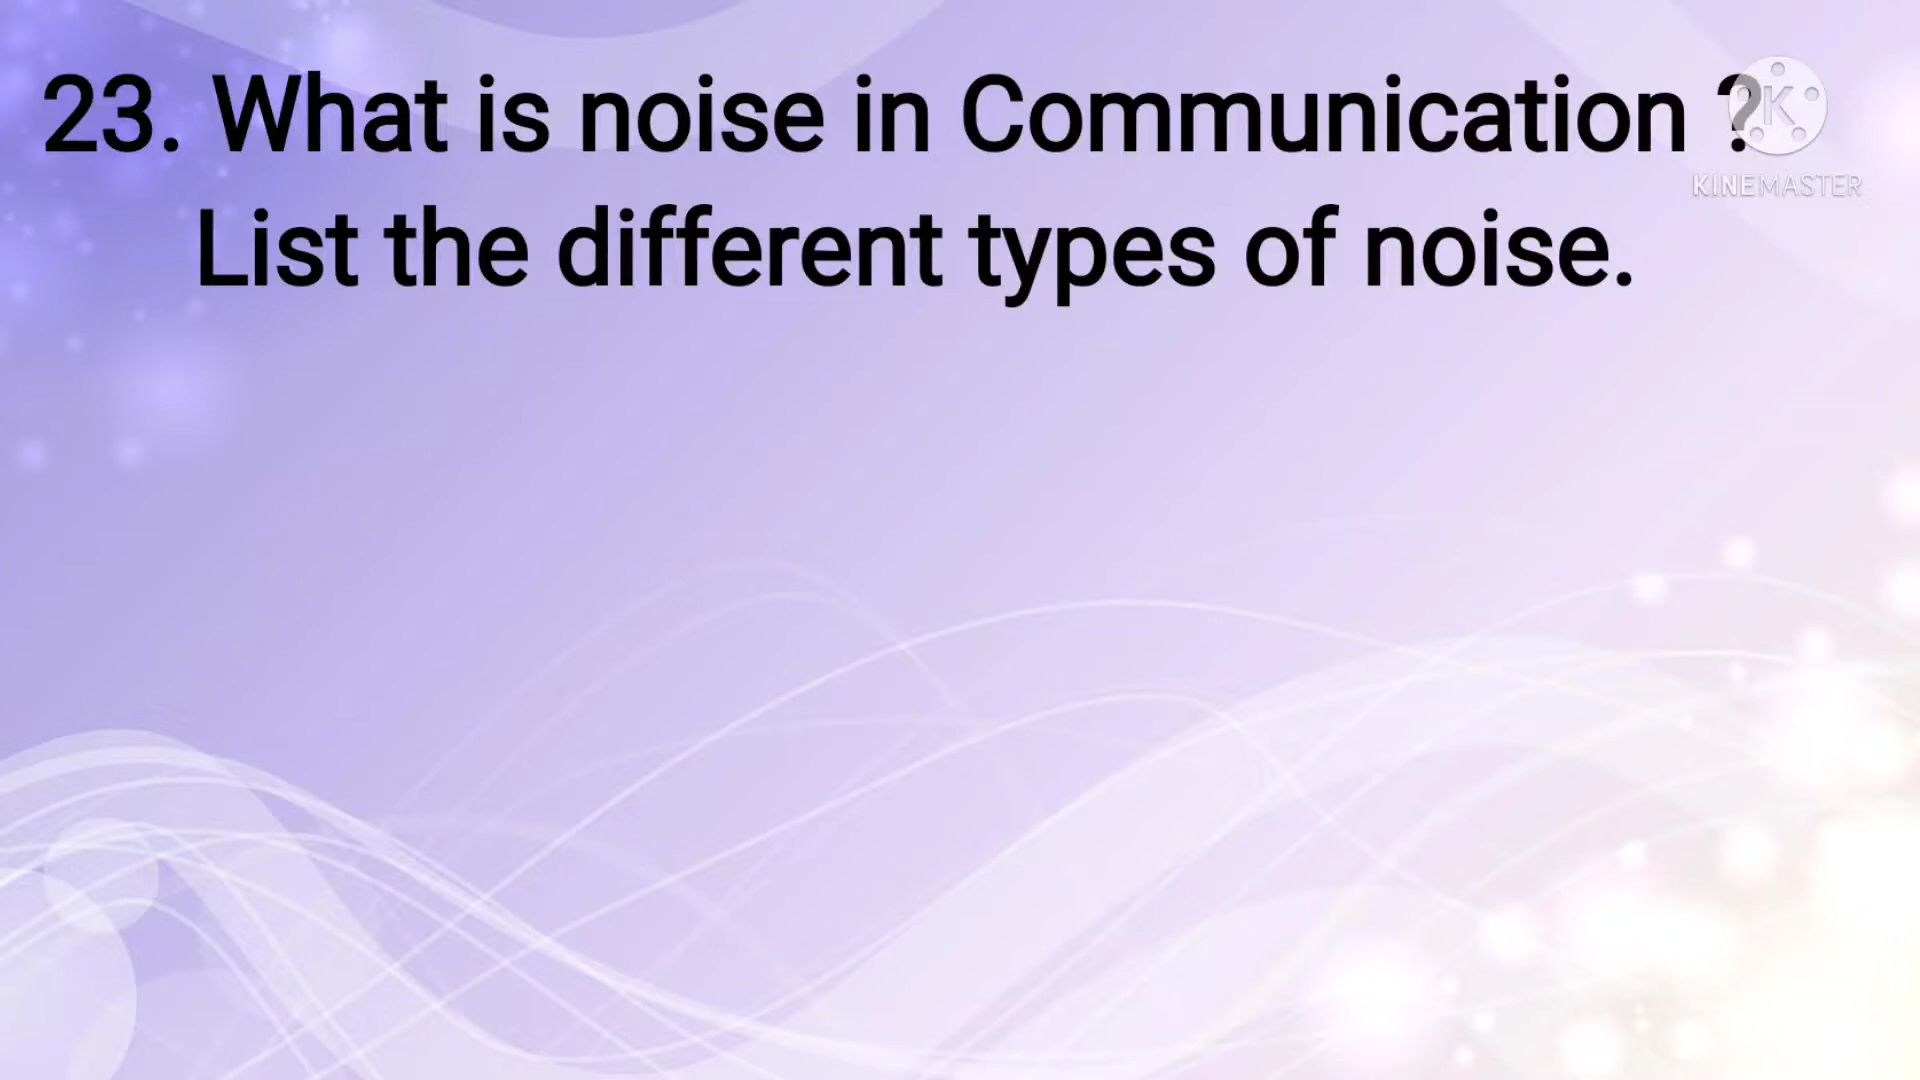 23. What is noise in Communication ?
List the different types of noise.
K
KINEMASTER